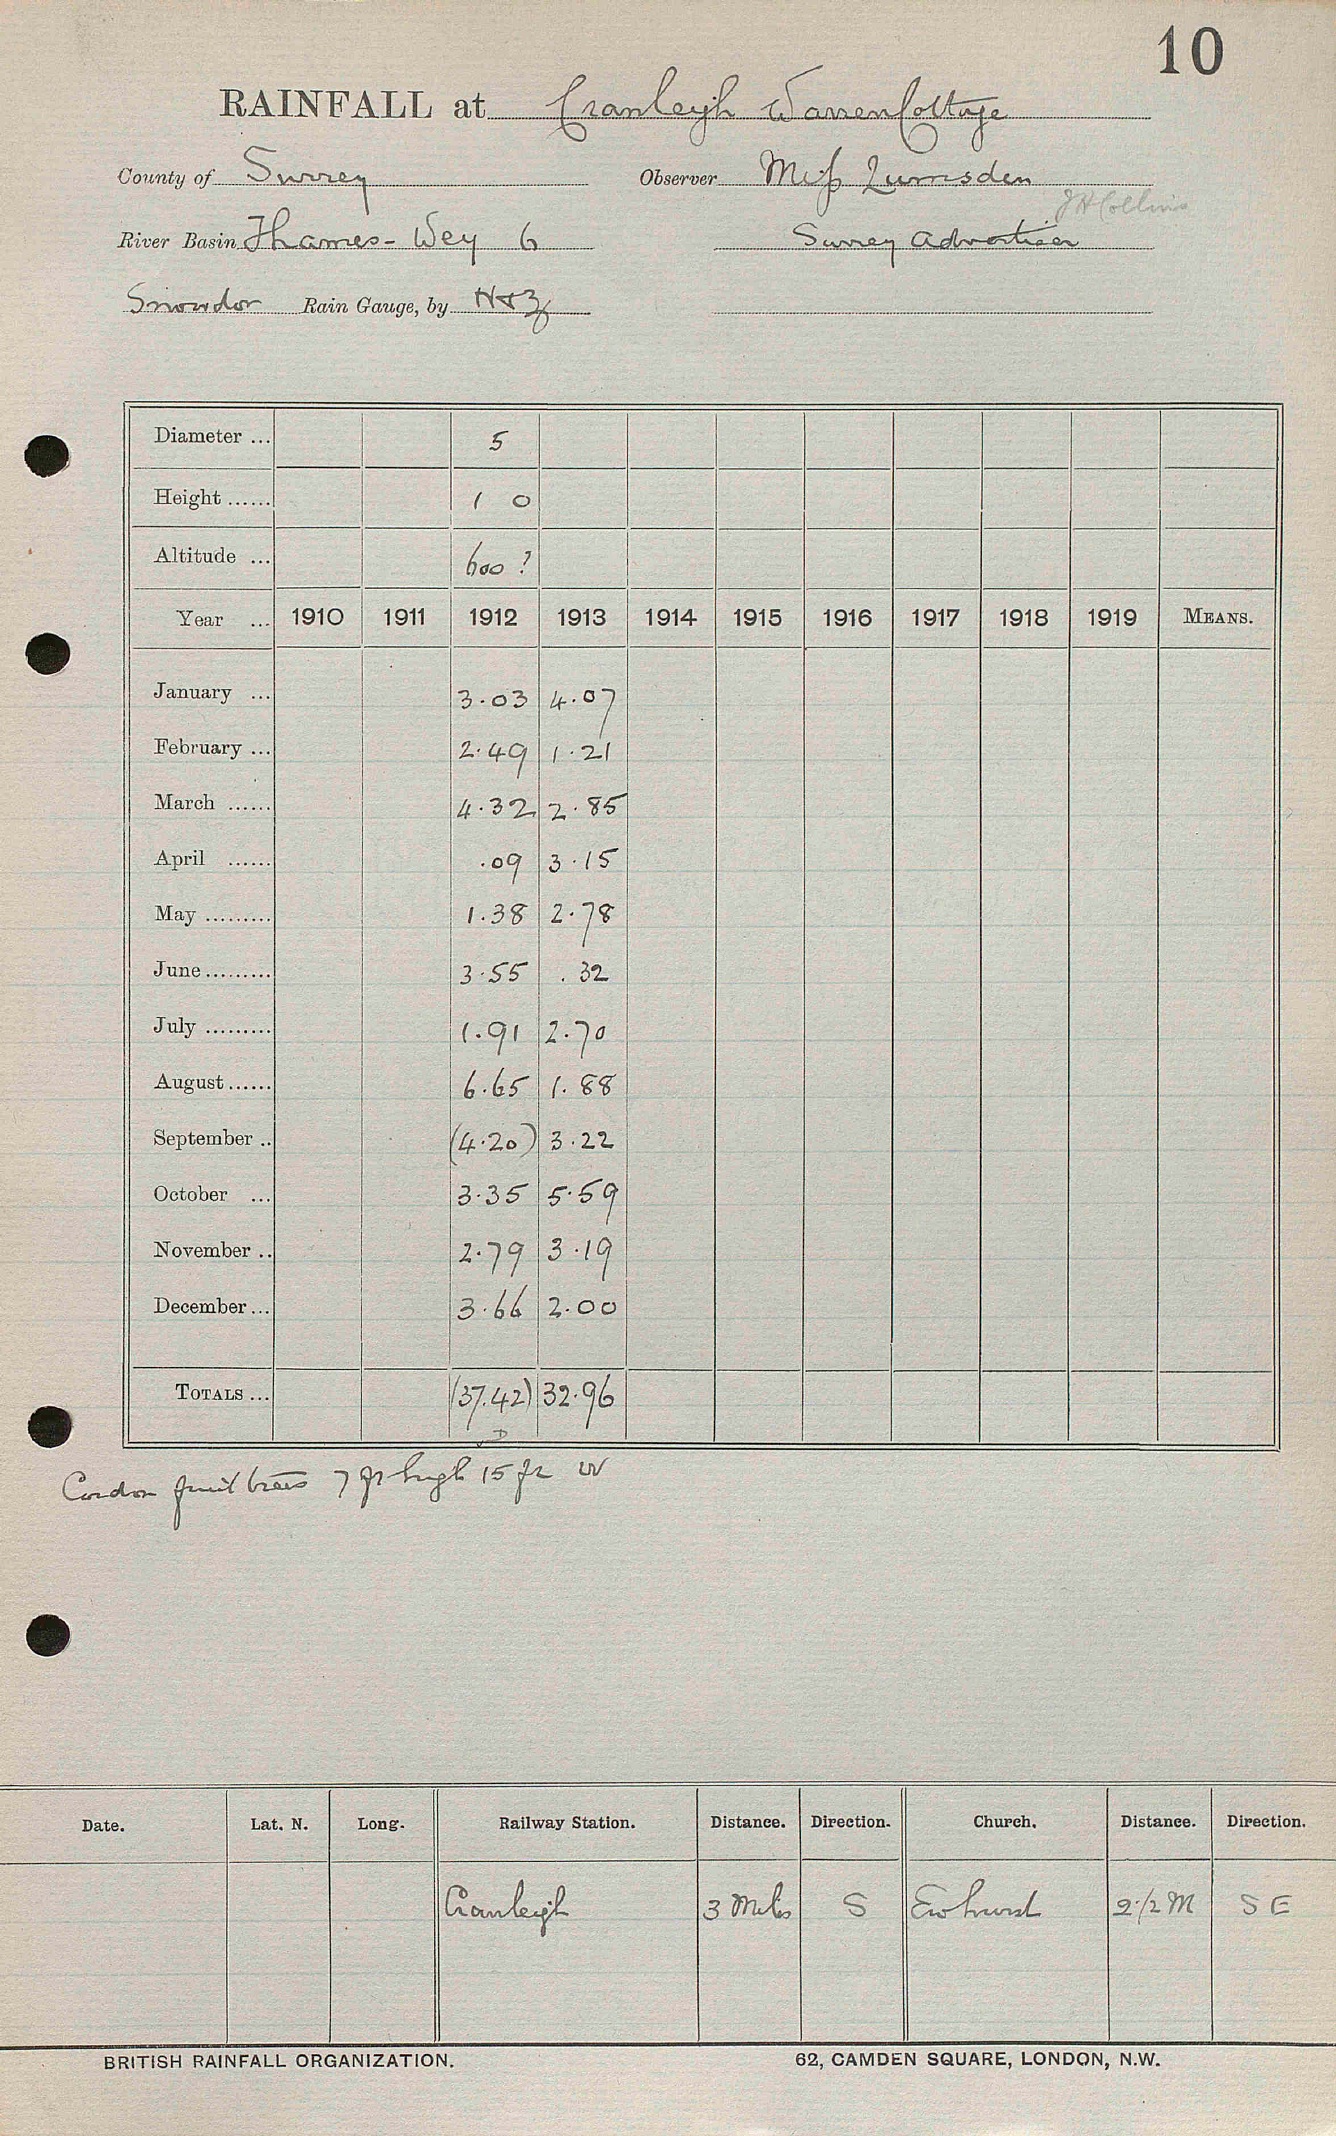 10
RAINFALL at Cranleigh Warren Cottage
County of Surrey Observer Miss Lumsden
J H Collins
River Basin Thames - Wey 6 Surrey Advertiser
Snowdon Rain Gauge, by N & Z
Diameter ... 5
Height ...... 1 0
Altitude ... 600 ?
Year ... 1910 1911 1912 1913 1914 1915 1916 1917 1918 1919 MEANS.
January ... 3.03 4.07
February ... 2.49 1.21
March ...... 4.32 2.85
April ...... .09 3.15
May ......... 1.38 2.78
June ......... 3.55 .32
July ......... 1.91 2.70
August ...... 6.65 1.88
September .. (4.20) 3.22
October ... 3.35 5.59
November .. 2.79 3.19
December ... 3.66 2.00
TOTALS ... (37.42) 32.96
D
Cordon fruit trees 7 ft high 15 ft W
Date. Lat. N. Long. Railway Station. Distance. Direction. Church. Distance. Direction.
Cranleigh 3 Miles S Ewhurst 2 1/2 M S E
BRITISH RAINFALL ORGANIZATION. 62, CAMDEN SQUARE, LONDON, N.W.